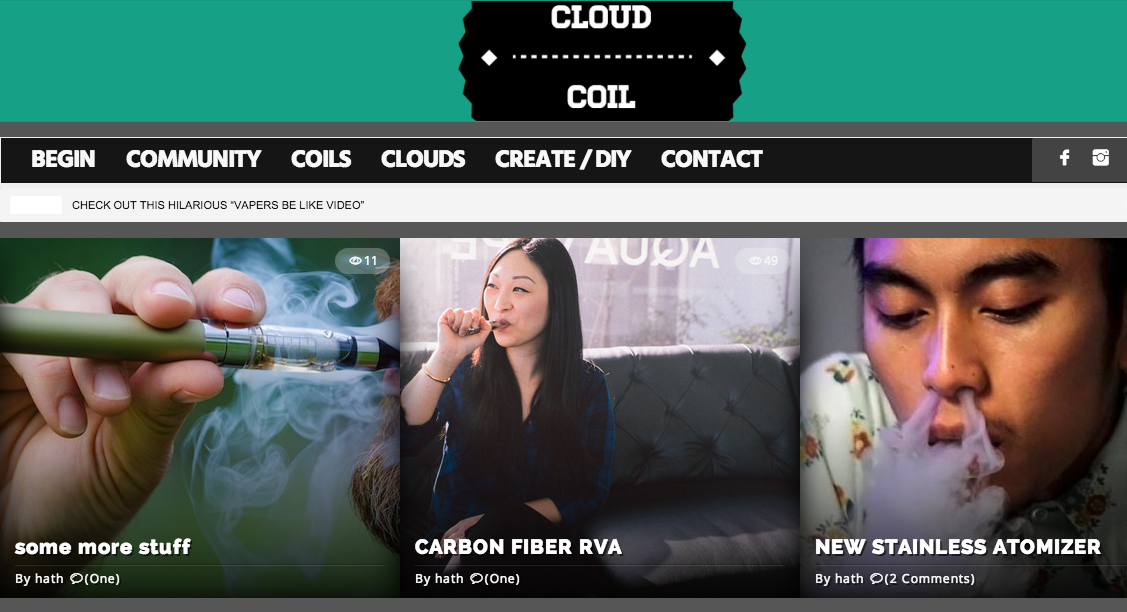 CLOUD
COIL
BEGIN COMMUNITY COILS CLOUDS CREATE / DIY CONTACT
CHECK OUT THIS HILARIOUS “VAPERS BE LIKE VIDEO”
11
49
AUQA
some more stuff
CARBON FIBER RVA
NEW STAINLESS ATOMIZER
By hath (One)
By hath (One)
By hath (2 Comments)